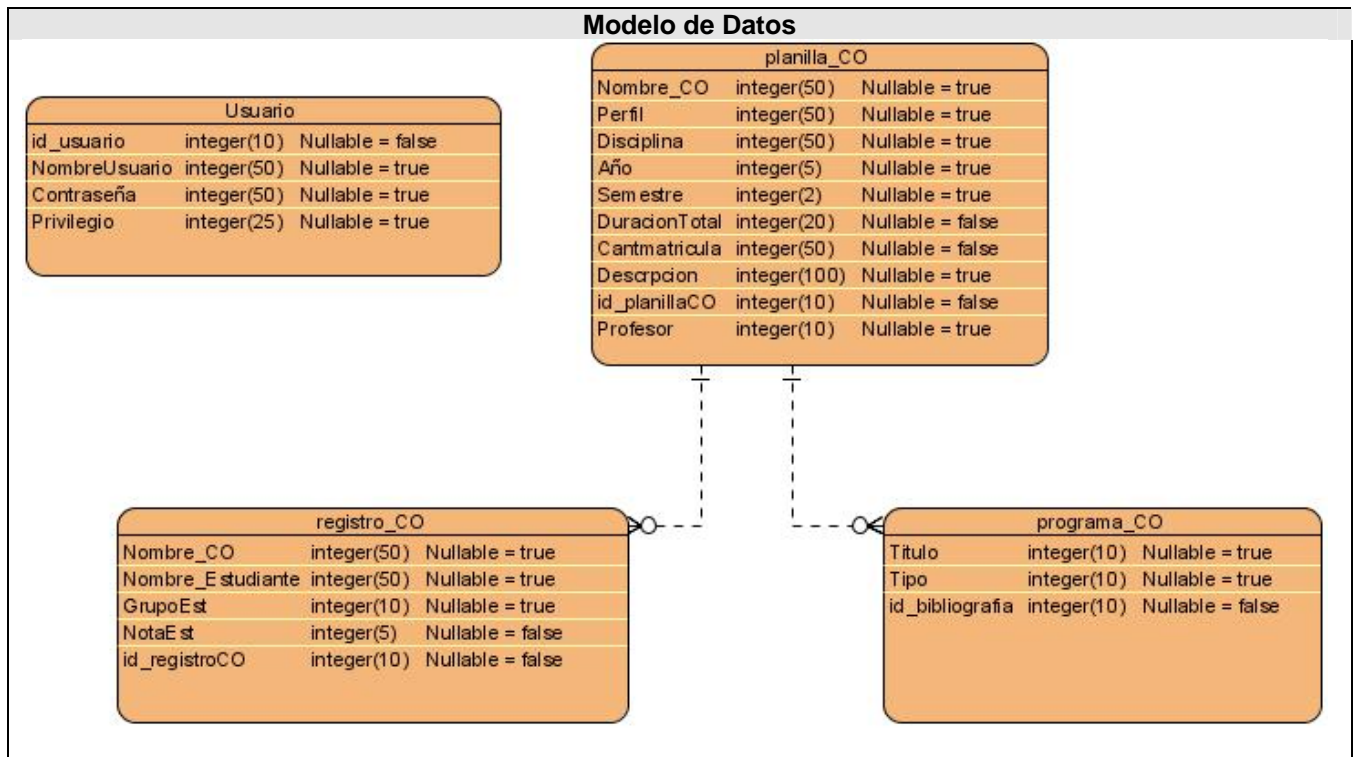 Modelo de Datos
planilla_CO
Nombre_CO integer(50) Nullable = true
Perfil integer(50) Nullable = true
Disciplina integer(50) Nullable = true
Año integer(5) Nullable = true
Semestre integer(2) Nullable = true
DuracionTotal integer(20) Nullable = false
Cantmatricula integer(50) Nullable = false
Descrpcion integer(100) Nullable = true
id_planillaCO integer(10) Nullable = false
Profesor integer(10) Nullable = true
Usuario
id_usuario integer(10) Nullable = false
NombreUsuario integer(50) Nullable = true
Contraseña integer(50) Nullable = true
Privilegio integer(25) Nullable = true
registro_CO
Nombre_CO integer(50) Nullable = true
Nombre_Estudiante integer(50) Nullable = true
GrupoEst integer(10) Nullable = true
NotaEst integer(5) Nullable = false
id_registroCO integer(10) Nullable = false
programa_CO
Titulo integer(10) Nullable = true
Tipo integer(10) Nullable = true
id_bibliografia integer(10) Nullable = false